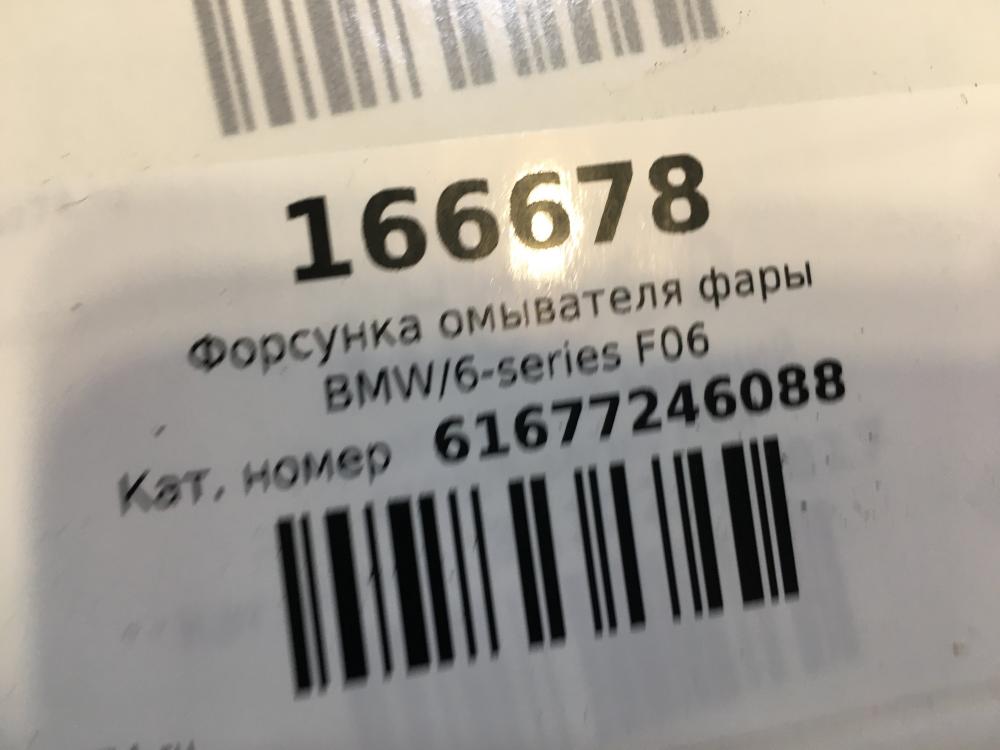 166678
Форсунка омывателя фары
BMW/6-series F06
Кат. номер 61677246088